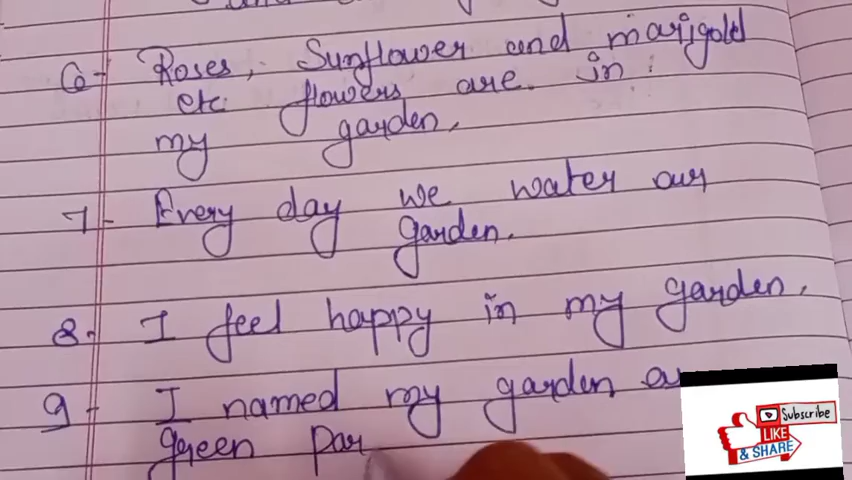 6- Roses, Sunflower and marigold
etc flowers are in
my garden.
7- Every day we water our
garden.
8- I feel happy in my garden.
9- I named my garden as
green Par
Subscribe
LIKE
& SHARE